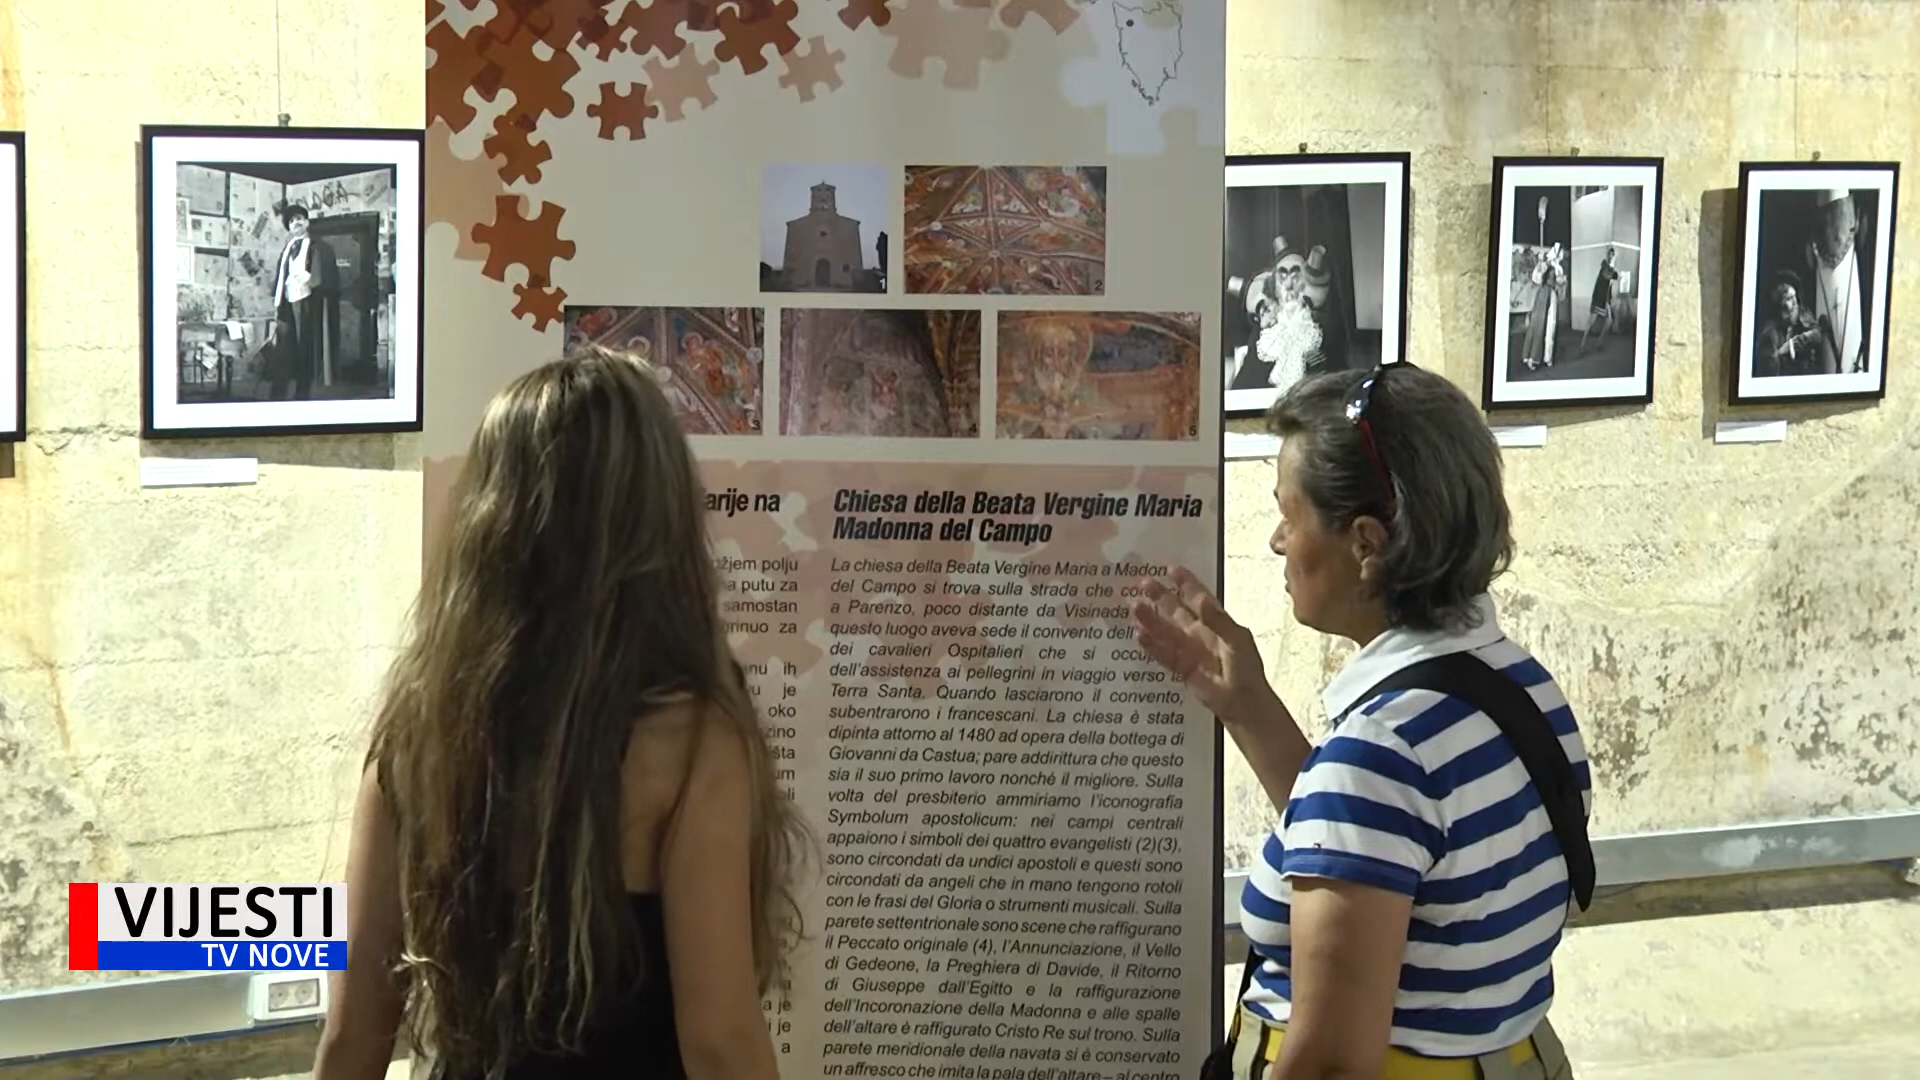 1
2
3
4
5
arije na
žjem polju
a putu za
samostan
rinuo za
nu ih
u je
oko
šta
um
a je
i je
a
Chiesa della Beata Vergine Maria
Madonna del Campo
La chiesa della Beata Vergine Maria a Madon
del Campo si trova sulla strada che
a Parenzo, poco distante da Visinada
questo luogo aveva sede il convento dell'
dei cavalieri Ospitalieri che si occup
dell'assistenza ai pellegrini in viaggio verso la
Terra Santa. Quando lasciarono il convento,
subentrarono i francescani. La chiesa è stata
dipinta attorno al 1480 ad opera della bottega di
Giovanni da Castua; pare addirittura che questo
sia il suo primo lavoro nonché il migliore. Sulla
volta del presbiterio ammiriamo l'iconografia
Symbolum apostolicum: nei campi centrali
appaiono i simboli dei quattro evangelisti (2)(3),
sono circondati da undici apostoli e questi sono
circondati da angeli che in mano tengono rotoli
con le frasi del Gloria o strumenti musicali. Sulla
parete settentrionale sono scene che raffigurano
il Peccato originale (4), l'Annunciazione, il Vello
di Gedeone, la Preghiera di Davide, il Ritorno
di Giuseppe dall'Egitto e la raffigurazione
dell'Incoronazione della Madonna e alle spalle
dell'altare è raffigurato Cristo Re sul trono. Sulla
parete meridionale della navata si è conservato
un affresco che imita la pala dell'altare – al centro
VIJESTI
TV NOVE